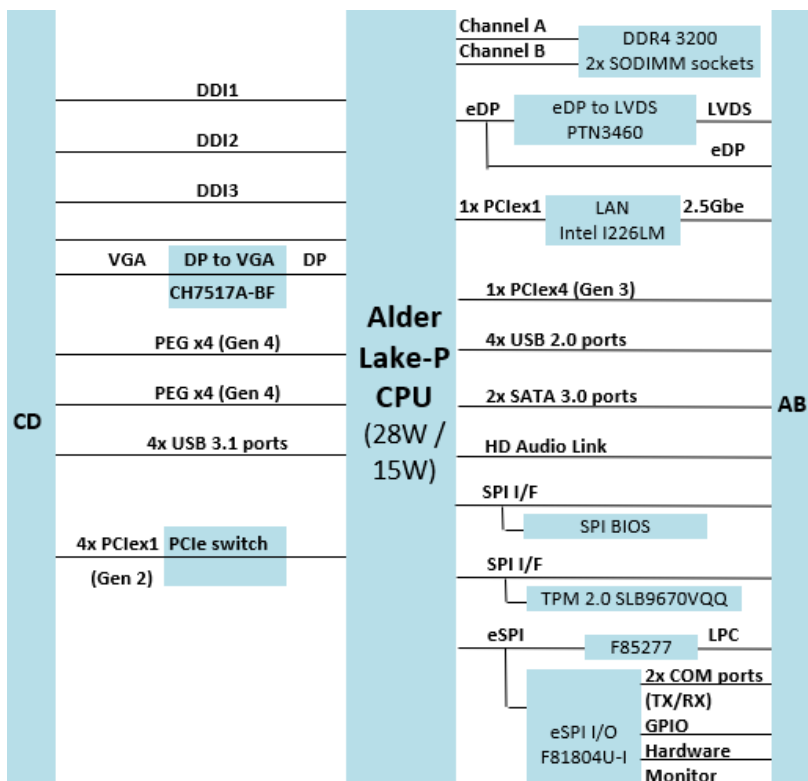 CD
DDI1
DDI2
DDI3
VGA DP to VGA DP
CH7517A-BF
PEG x4 (Gen 4)
PEG x4 (Gen 4)
4x USB 3.1 ports
4x PCIex1 PCIe switch
(Gen 2)
Alder
Lake-P
CPU
(28W /
15W)
Channel A
Channel B
DDR4 3200
2x SODIMM sockets
eDP
eDP to LVDS
PTN3460
LVDS
eDP
1x PCIex1
LAN
Intel I226LM
2.5Gbe
1x PCIex4 (Gen 3)
4x USB 2.0 ports
2x SATA 3.0 ports
HD Audio Link
SPI I/F
SPI BIOS
SPI I/F
TPM 2.0 SLB9670VQQ
eSPI
F85277
LPC
eSPI I/O
F81804U-I
2x COM ports
(TX/RX)
GPIO
Hardware
Monitor
AB